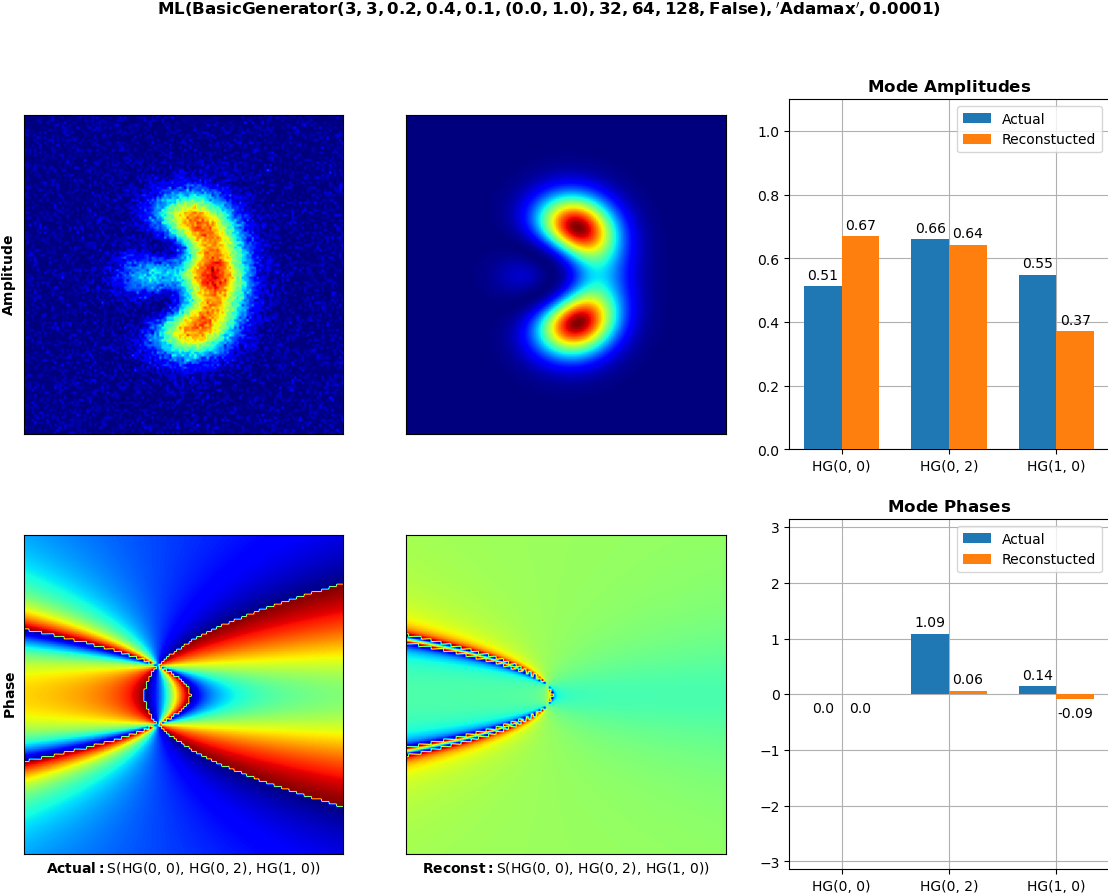 ML(BasicGenerator(3, 3, 0.2, 0.4, 0.1, (0.0, 1.0), 32, 64, 128, False), ′Adamax′, 0.0001)
Amplitude
Mode Amplitudes
Actual
Reconstucted
1.0
0.8
0.6
0.4
0.2
0.0
0.51
0.67
0.66
0.64
0.55
0.37
HG(0, 0)
HG(0, 2)
HG(1, 0)
Phase
Actual: S(HG(0, 0), HG(0, 2), HG(1, 0))
Reconst: S(HG(0, 0), HG(0, 2), HG(1, 0))
Mode Phases
Actual
Reconstucted
3
2
1
0
−1
−2
−3
0.0
0.0
1.09
0.06
0.14
-0.09
HG(0, 0)
HG(0, 2)
HG(1, 0)